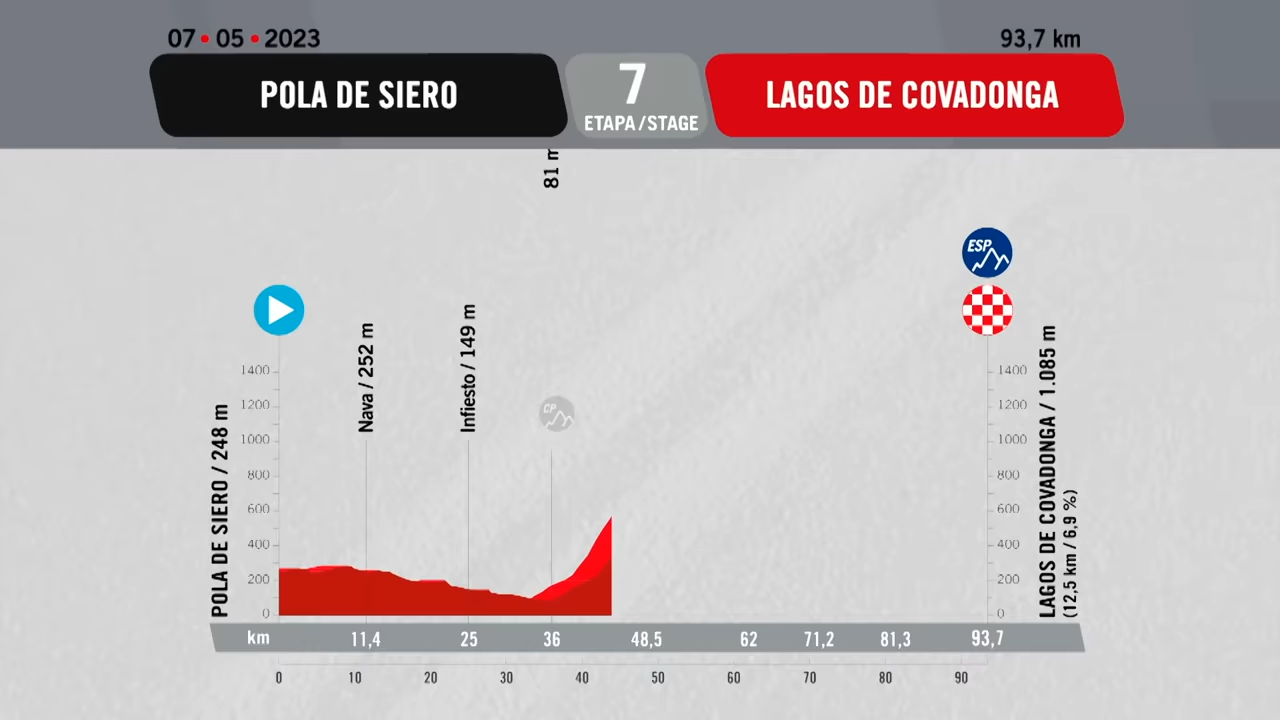 07 • 05 • 2023
93,7 km
POLA DE SIERO
7
ETAPA/STAGE
LAGOS DE COVADONGA
81 m
ESP
CP
Nava / 252 m
Infiesto / 149 m
POLA DE SIERO / 248 m
LAGOS DE COVADONGA / 1.085 m
(12,5 km / 6,9 %)
1400
1200
1000
800
600
400
200
0
1400
1200
1000
800
600
400
200
0
km 11,4 25 36 48,5 62 71,2 81,3 93,7
0 10 20 30 40 50 60 70 80 90